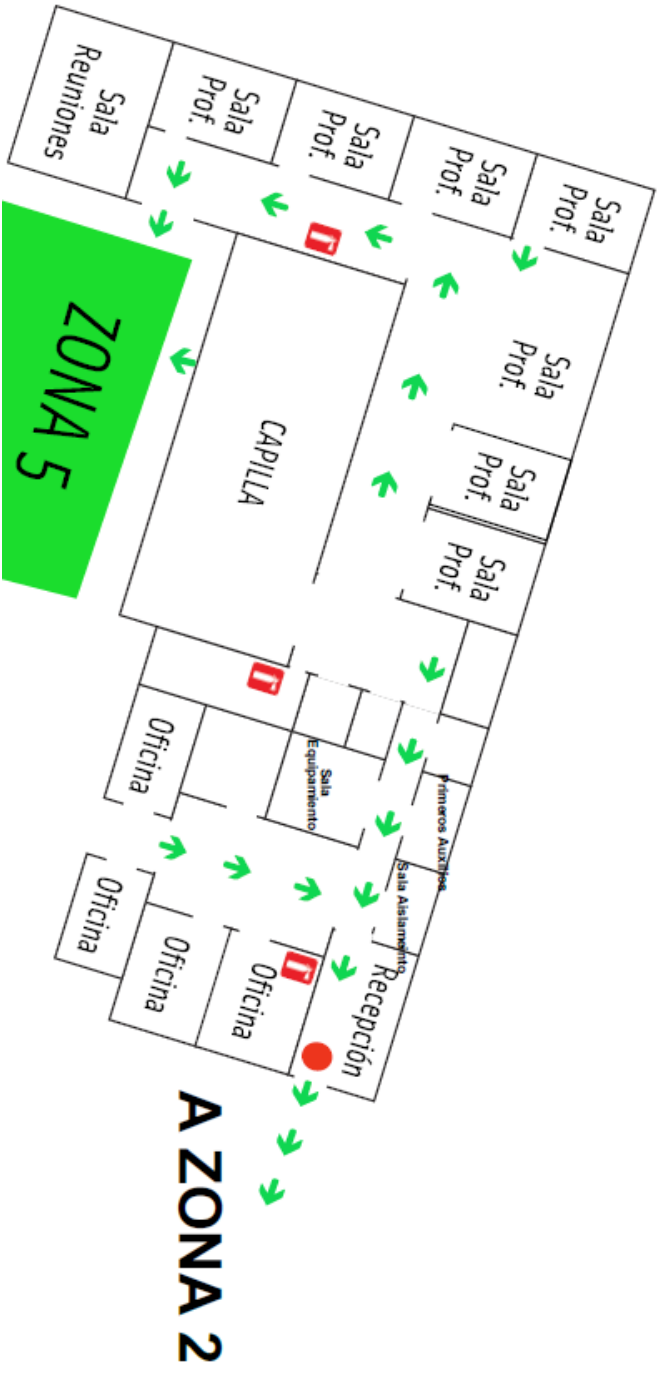 Sala
Reuniones
Sala
Prof.
Sala
Prof.
Sala
Prof.
Sala
Prof.
Sala
Prof.
Sala
Prof.
Sala
Prof.
CAPILLA
ZONA 5
Oficina
Sala
Equipamiento
Primeros Auxilios
Sala Aislamiento
Recepción
Oficina
Oficina
Oficina
A ZONA 2